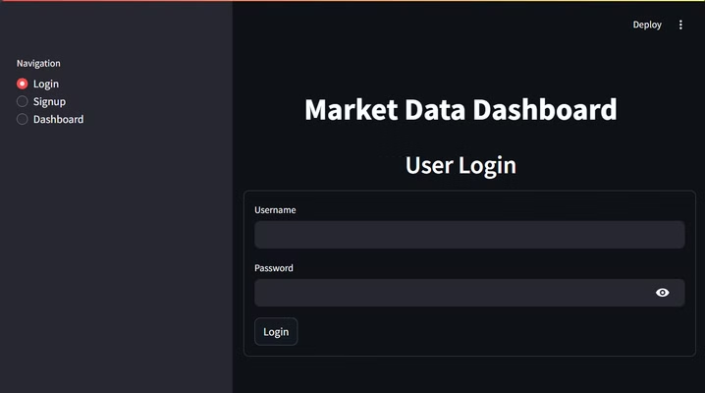 Deploy
Navigation
Login
Signup
Dashboard
Market Data Dashboard
User Login
Username
Password
Login